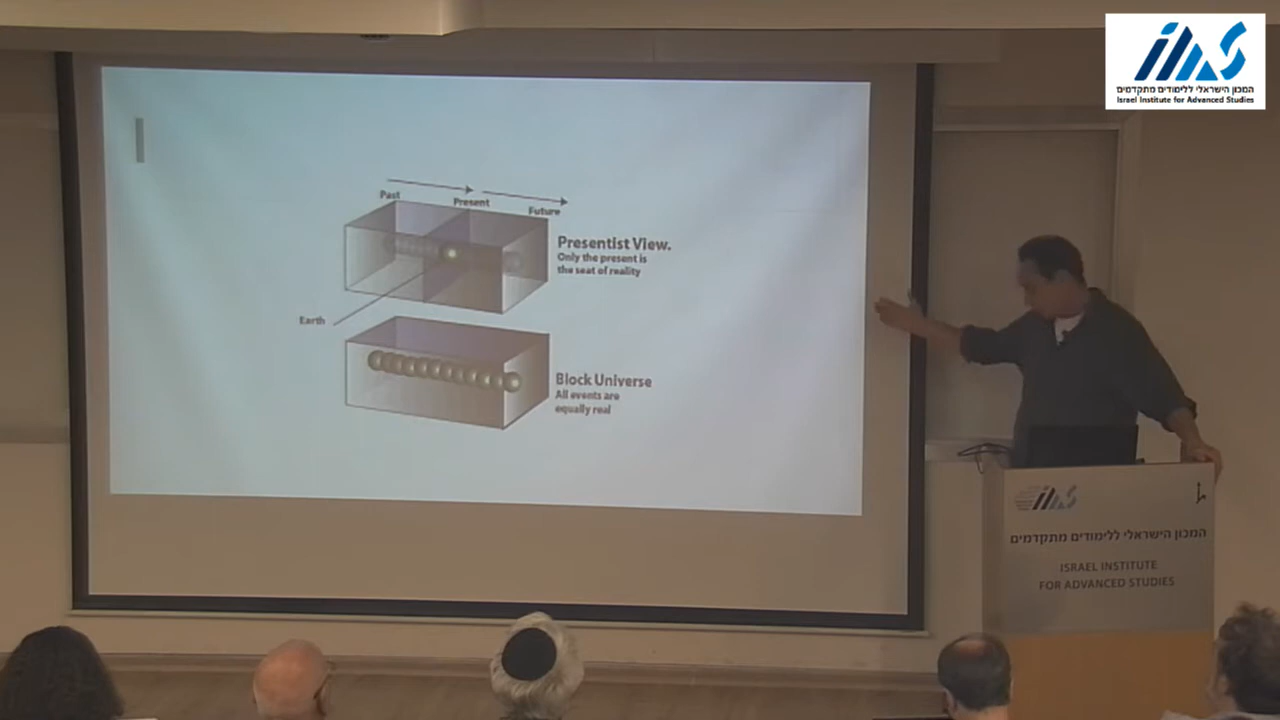 המכון הישראלי ללימודים מתקדמים
Israel Institute for Advanced Studies
Past
Present
Future
Presentist View.
Only the present is
the seat of reality
Earth
Block Universe
All events are
equally real
המכון הישראלי ללימודים מתקדמים
ISRAEL INSTITUTE
FOR ADVANCED STUDIES